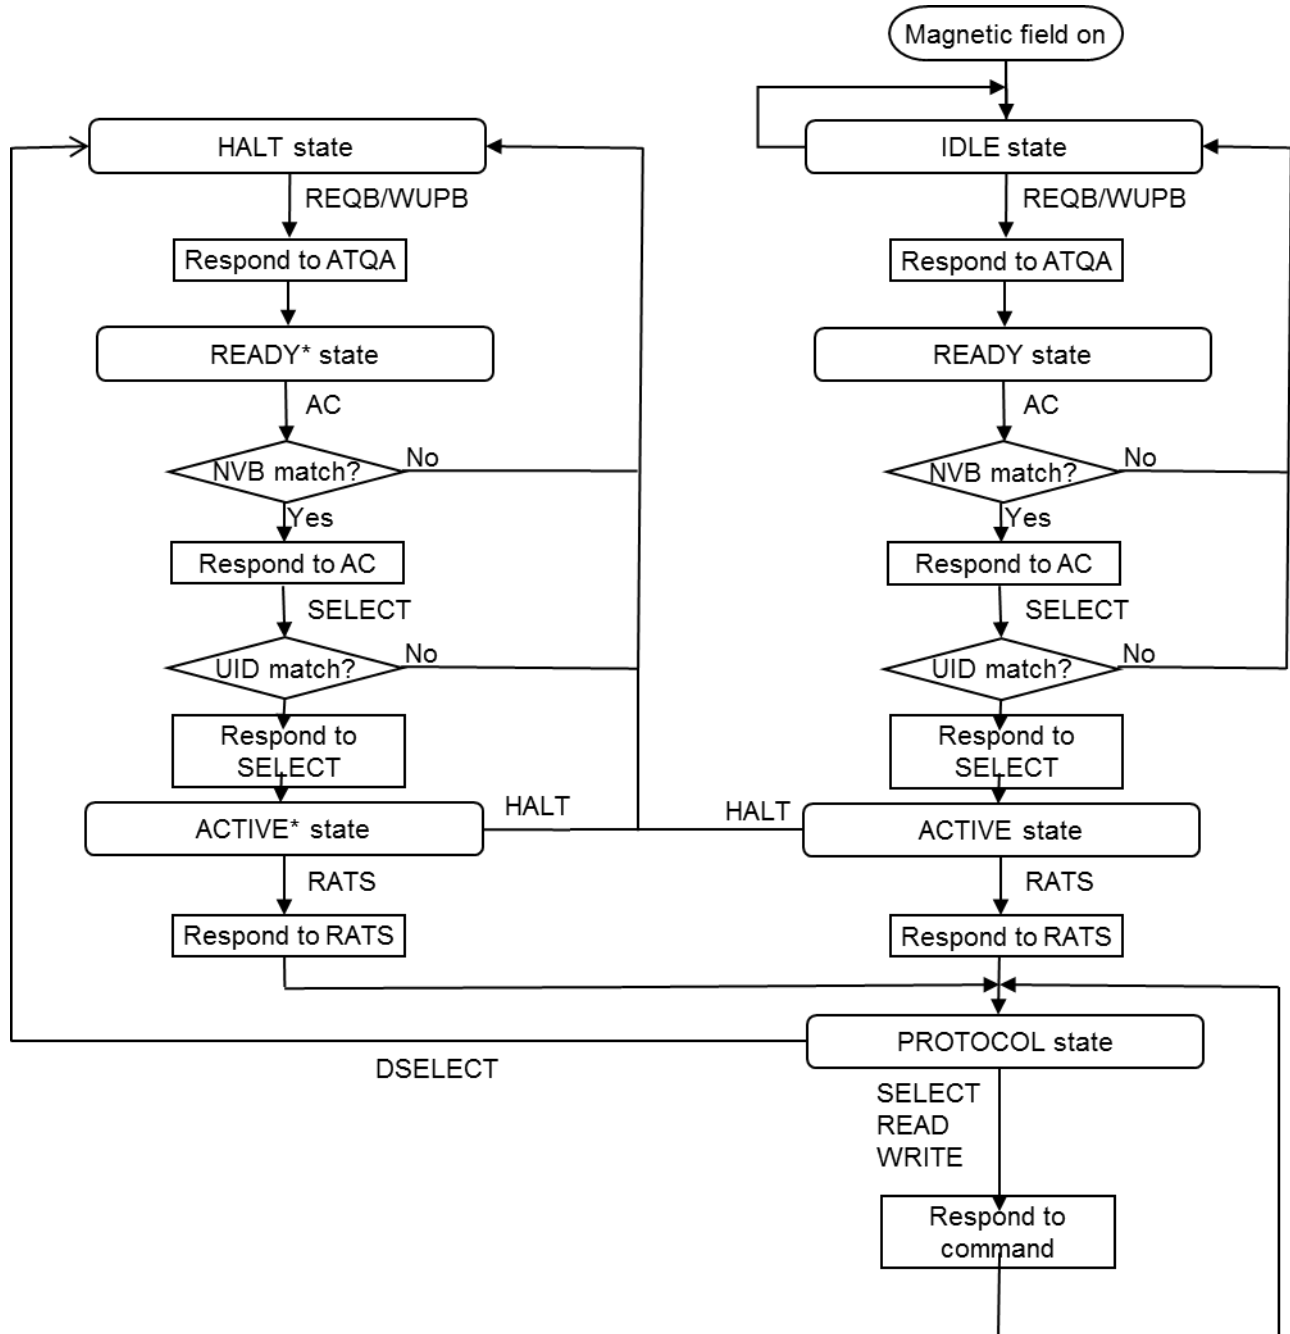 Magnetic field on
HALT state
REQB/WUPB
Respond to ATQA
READY* state
AC
NVB match?
No
Yes
Respond to AC
SELECT
UID match?
No
Respond to
SELECT
ACTIVE* state
HALT
RATS
Respond to RATS
IDLE state
REQB/WUPB
Respond to ATQA
READY state
AC
NVB match?
No
Yes
Respond to AC
SELECT
UID match?
No
Respond to
SELECT
HALT
ACTIVE state
RATS
Respond to RATS
PROTOCOL state
DSELECT
SELECT
READ
WRITE
Respond to
command